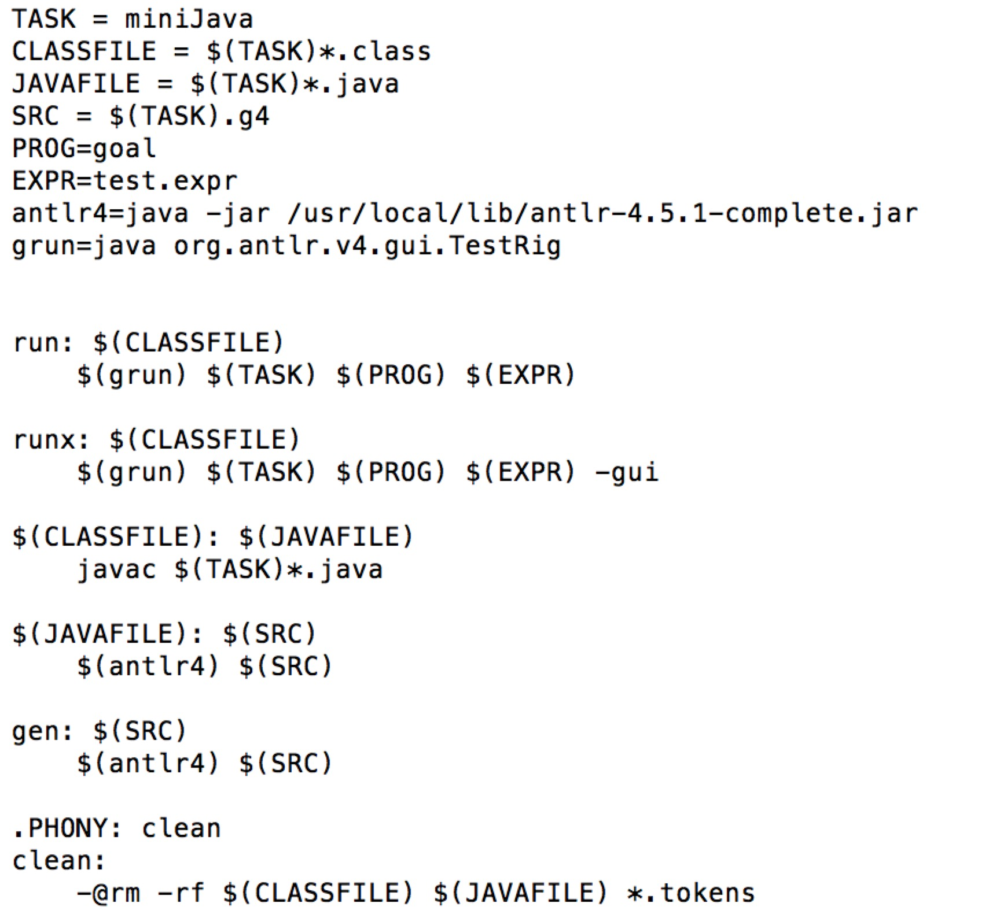 TASK = miniJava
CLASSFILE = $(TASK)*.class
JAVAFILE = $(TASK)*.java
SRC = $(TASK).g4
PROG=goal
EXPR=test.expr
antlr4=java -jar /usr/local/lib/antlr-4.5.1-complete.jar
grun=java org.antlr.v4.gui.TestRig
run: $(CLASSFILE)
    $(grun) $(TASK) $(PROG) $(EXPR)
runx: $(CLASSFILE)
    $(grun) $(TASK) $(PROG) $(EXPR) -gui
$(CLASSFILE): $(JAVAFILE)
    javac $(TASK)*.java
$(JAVAFILE): $(SRC)
    $(antlr4) $(SRC)
gen: $(SRC)
    $(antlr4) $(SRC)
.PHONY: clean
clean:
    -@rm -rf $(CLASSFILE) $(JAVAFILE) *.tokens